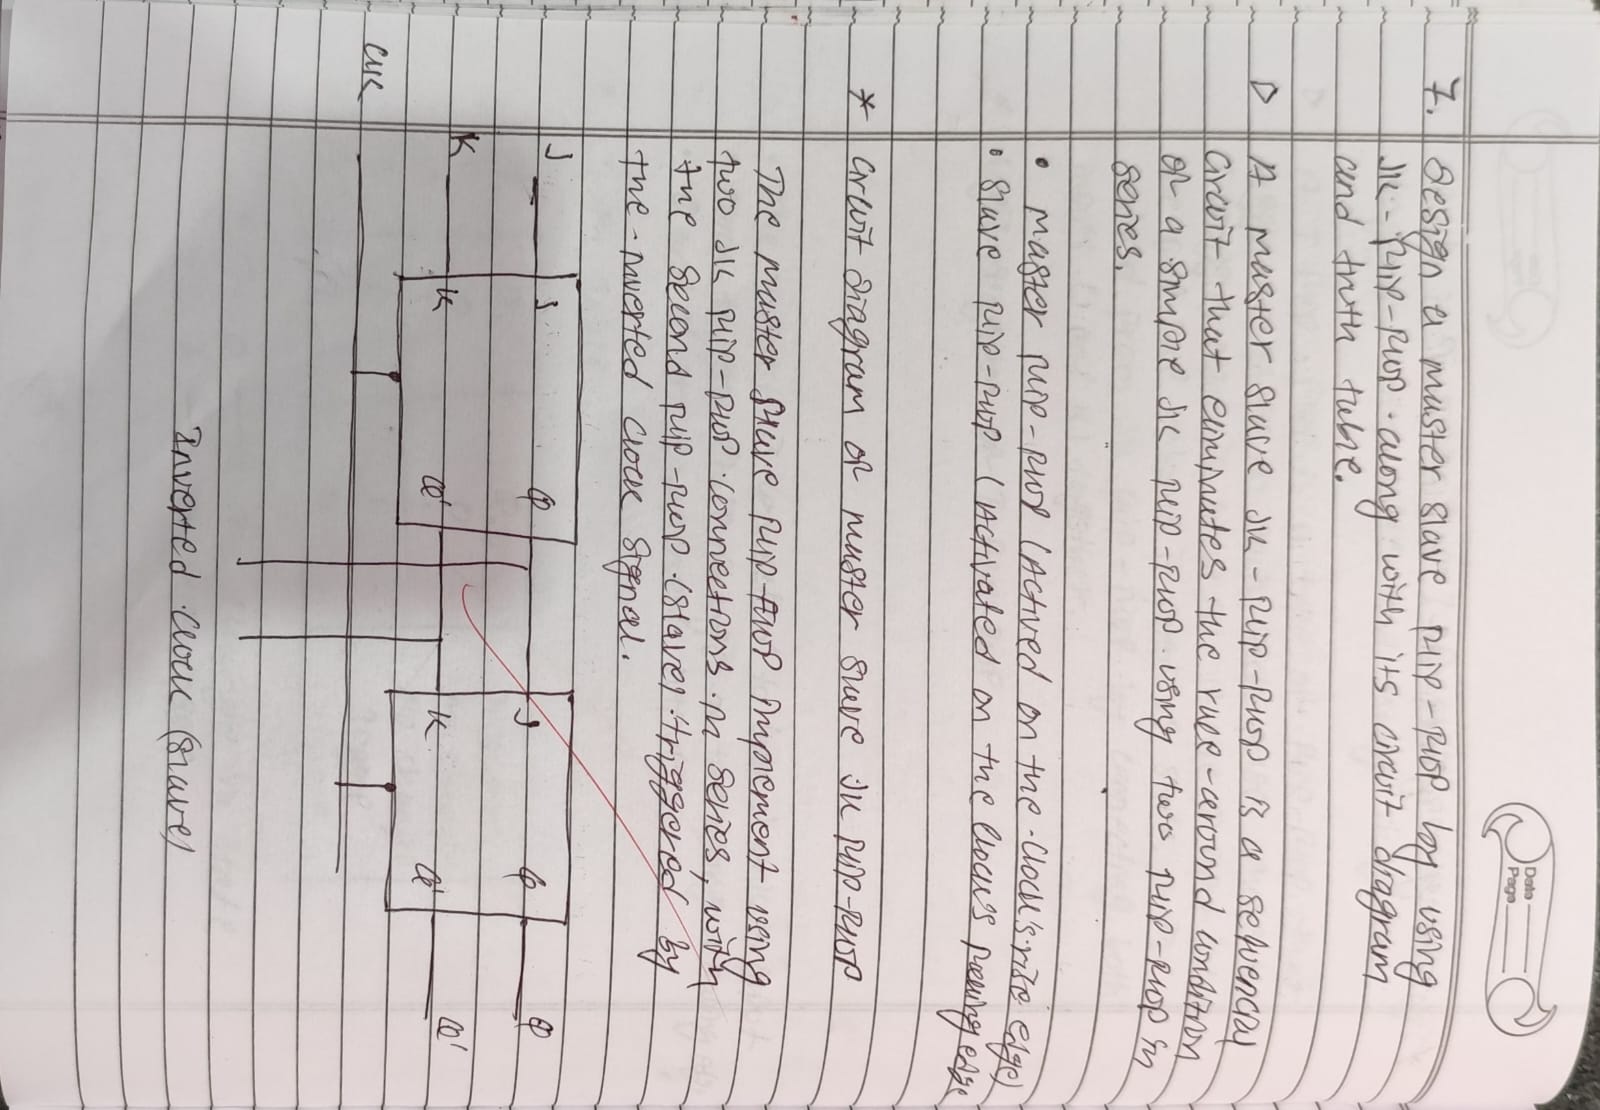 Date
Page
7. Design a master slave flip-flop by using
JK-flip-flop along with its circuit diagram
and truth table.
A master slave JK-flip-flop is a sequencial
circuit that eliminates the race-around condition
of a simple JK flip-flop using two flip-flop in
series.
• Master flip-flop (Actived on the clock's rise edge)
• Slave flip-flop (Activated on the clock's falling edge
* circuit diagram of master slave JK flip-flop
The master slave flip-flop implement using
two JK flip-flop connections in series, with
the second flip-flop (slave) triggered by
the inverted clock signal.
J J Q J Q Q
K K Q' K Q' Q'
CLK
Inverted clock (slave)